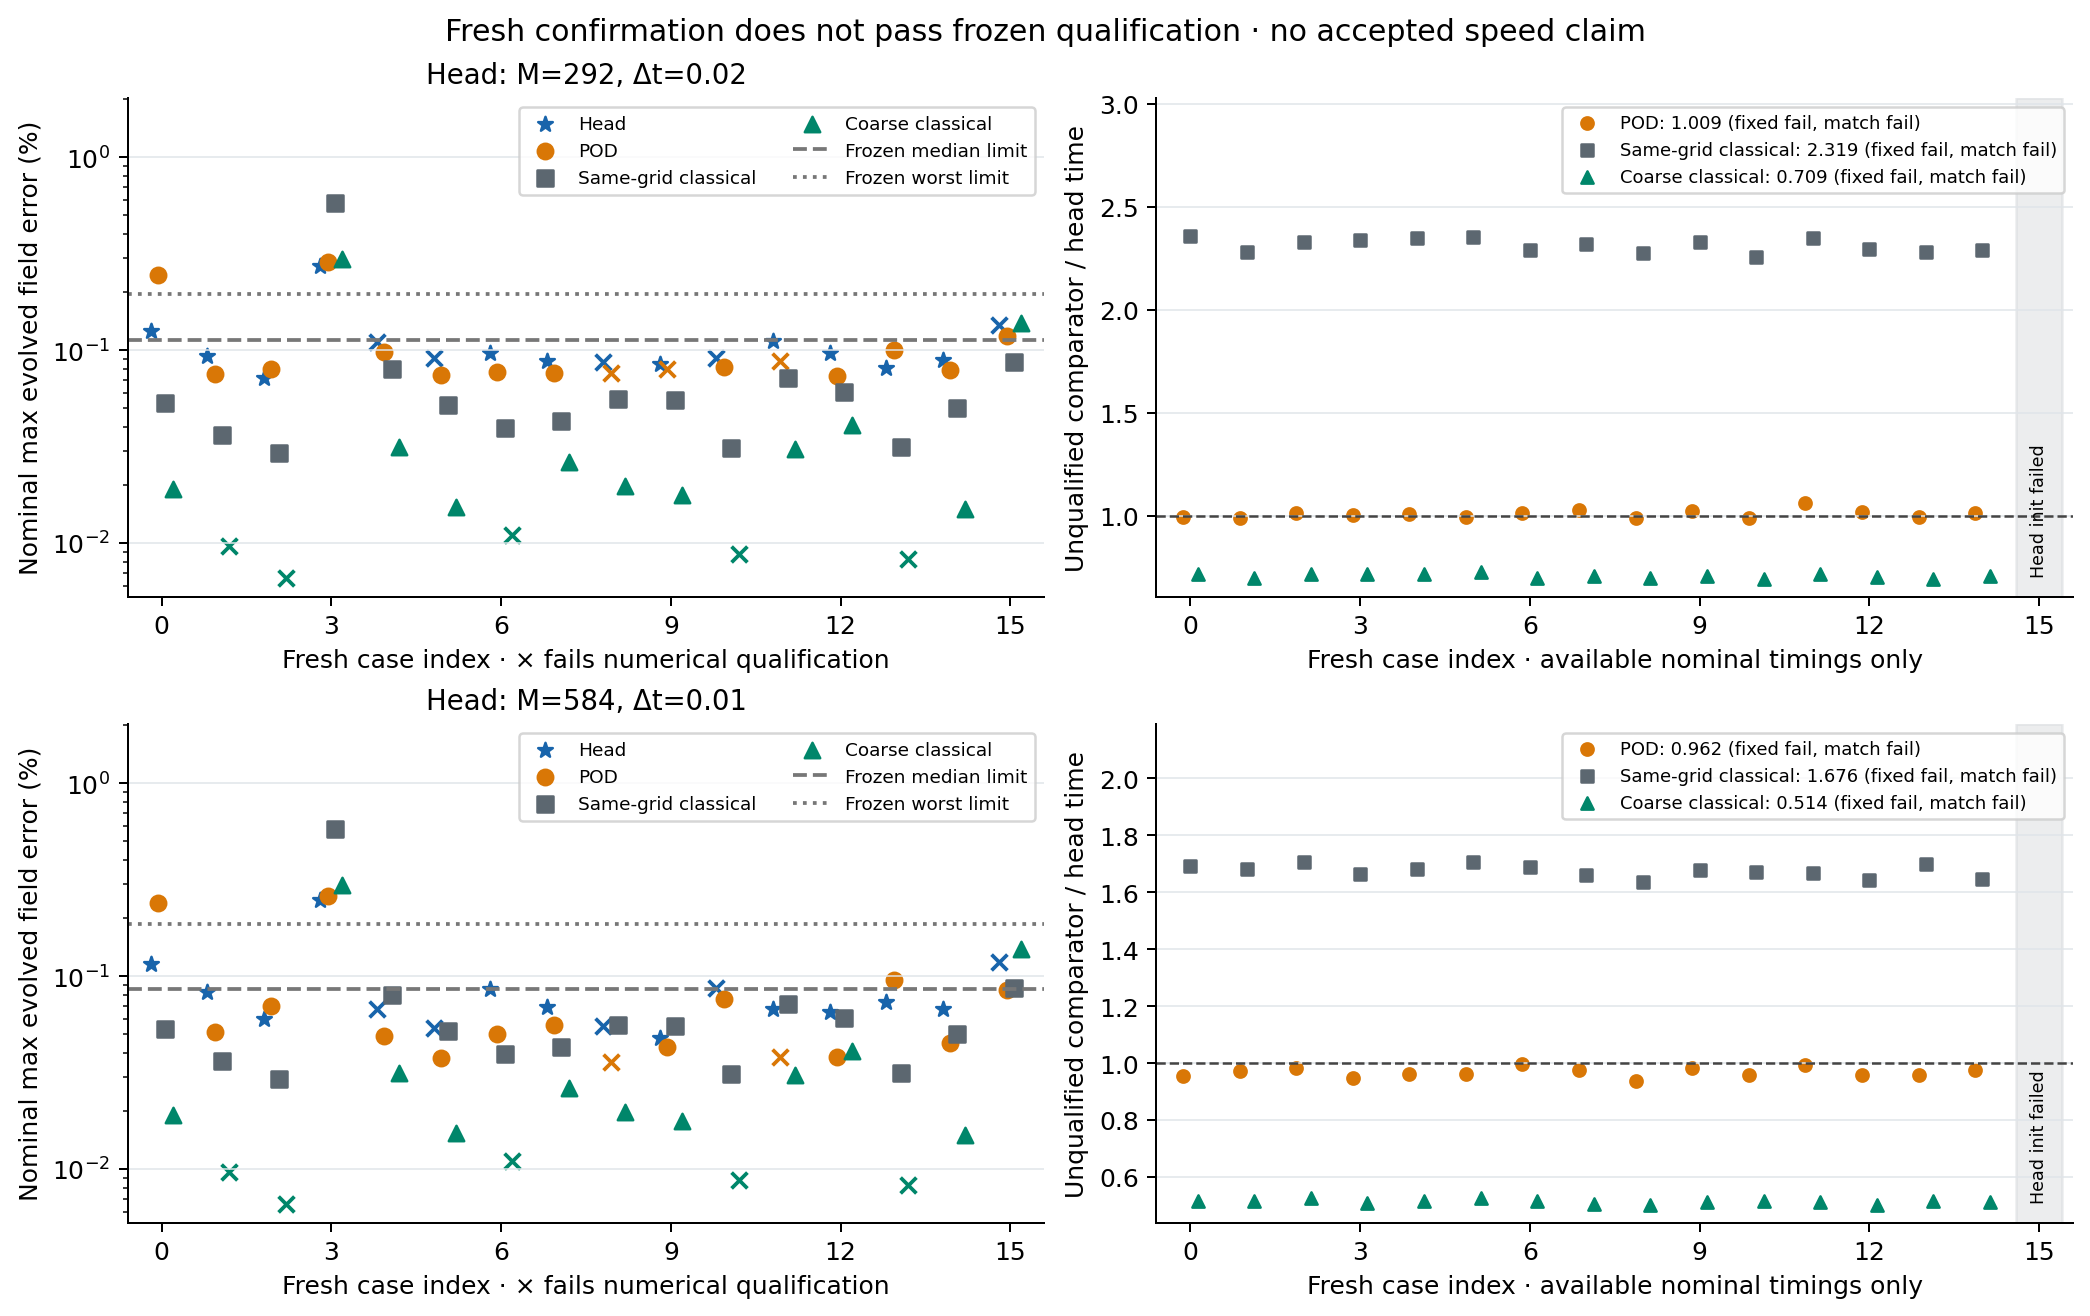 Fresh confirmation does not pass frozen qualification · no accepted speed claim
Head: M=292, Δt=0.02
Nominal max evolved field error (%)
10⁰
10⁻¹
10⁻²
Head
POD
Same-grid classical
Coarse classical
Frozen median limit
Frozen worst limit
0 3 6 9 12 15
Fresh case index · × fails numerical qualification
Unqualified comparator / head time
3.0
2.5
2.0
1.5
1.0
POD: 1.009 (fixed fail, match fail)
Same-grid classical: 2.319 (fixed fail, match fail)
Coarse classical: 0.709 (fixed fail, match fail)
Head init failed
0 3 6 9 12 15
Fresh case index · available nominal timings only
Head: M=584, Δt=0.01
Nominal max evolved field error (%)
10⁰
10⁻¹
10⁻²
Head
POD
Same-grid classical
Coarse classical
Frozen median limit
Frozen worst limit
0 3 6 9 12 15
Fresh case index · × fails numerical qualification
Unqualified comparator / head time
2.0
1.8
1.6
1.4
1.2
1.0
0.8
0.6
POD: 0.962 (fixed fail, match fail)
Same-grid classical: 1.676 (fixed fail, match fail)
Coarse classical: 0.514 (fixed fail, match fail)
Head init failed
0 3 6 9 12 15
Fresh case index · available nominal timings only